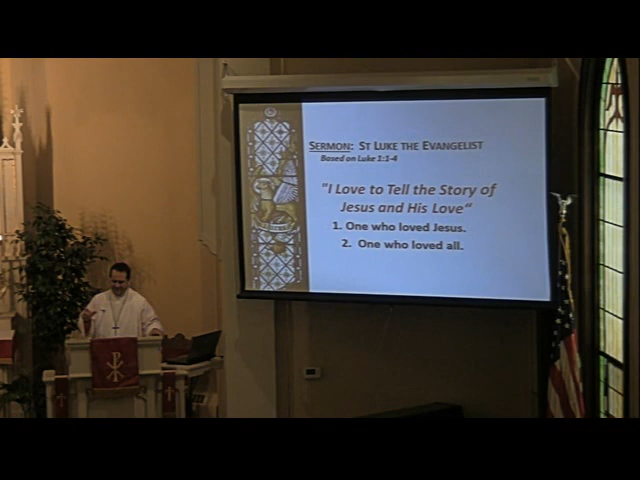 SERMON: ST LUKE THE EVANGELIST
Based on Luke 1:1-4
"I Love to Tell the Story of
Jesus and His Love“
1. One who loved Jesus.
2. One who loved all.